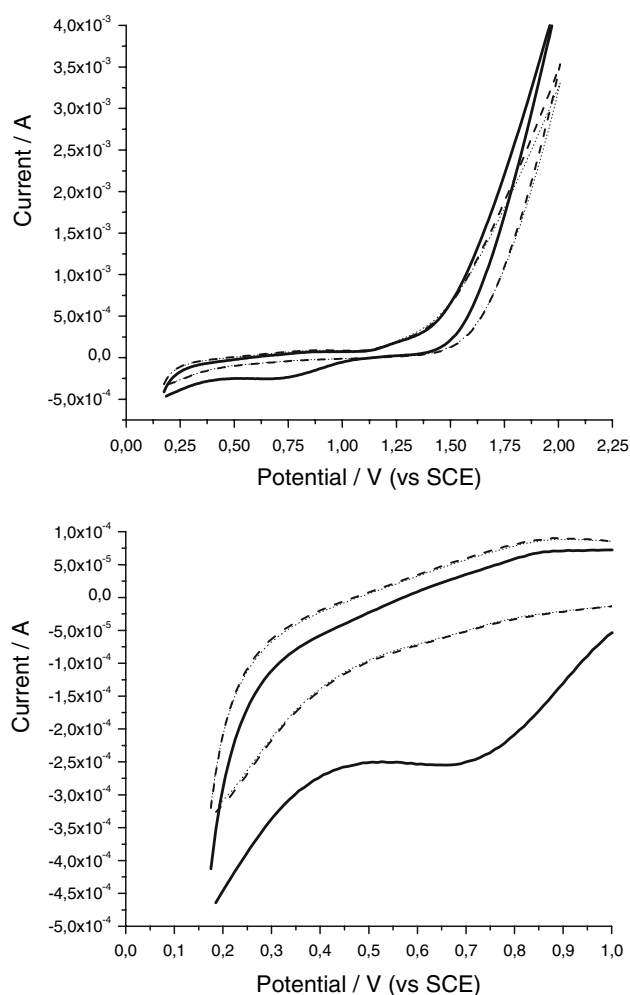 4,0x10-3
3,5x10-3
3,0x10-3
2,5x10-3
2,0x10-3
1,5x10-3
1,0x10-3
5,0x10-4
0,0
-5,0x10-4
Current / A
0,00 0,25 0,50 0,75 1,00 1,25 1,50 1,75 2,00 2,25
Potential / V (vs SCE)
1,0x10-4
5,0x10-5
0,0
-5,0x10-5
-1,0x10-4
-1,5x10-4
-2,0x10-4
-2,5x10-4
-3,0x10-4
-3,5x10-4
-4,0x10-4
-4,5x10-4
-5,0x10-4
Current / A
0,0 0,1 0,2 0,3 0,4 0,5 0,6 0,7 0,8 0,9 1,0
Potential / V (vs SCE)